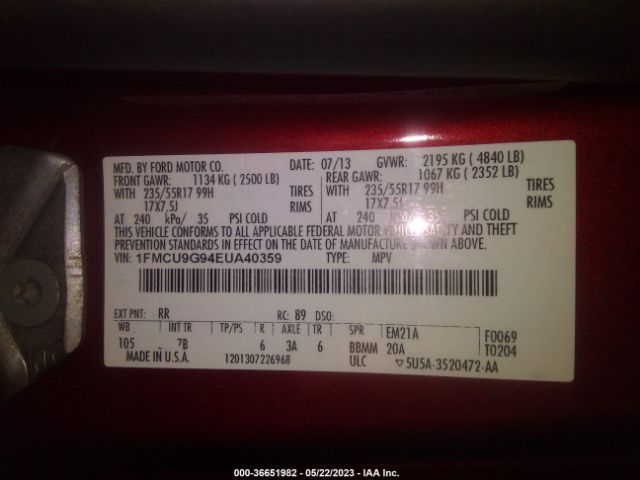 MFD. BY FORD MOTOR CO. DATE: 07/13 GVWR: 2195 KG ( 4840 LB)
FRONT GAWR: 1134 KG ( 2500 LB) REAR GAWR: 1067 KG ( 2352 LB)
WITH 235/55R17 99H TIRES WITH 235/55R17 99H TIRES
17X7.5J RIMS 17X7.5J RIMS
AT 240 kPa/ 35 PSI COLD AT 240 kPa/ 35 PSI COLD
THIS VEHICLE CONFORMS TO ALL APPLICABLE FEDERAL MOTOR VEHICLE SAFETY AND THEFT
PREVENTION STANDARDS IN EFFECT ON THE DATE OF MANUFACTURE SHOWN ABOVE.
VIN: 1FMCU9G94EUA40359 TYPE: MPV
EXT PNT: RR RC: 89 DSO:
WB INT TR TP/PS R AXLE TR SPR EM21A F0069
105 7B 6 3A 6 BBMM 20A T0204
MADE IN U.S.A. 1201307226968 ULC ▽5U5A-3520472-AA
000-36651982 - 05/22/2023 - IAA Inc.